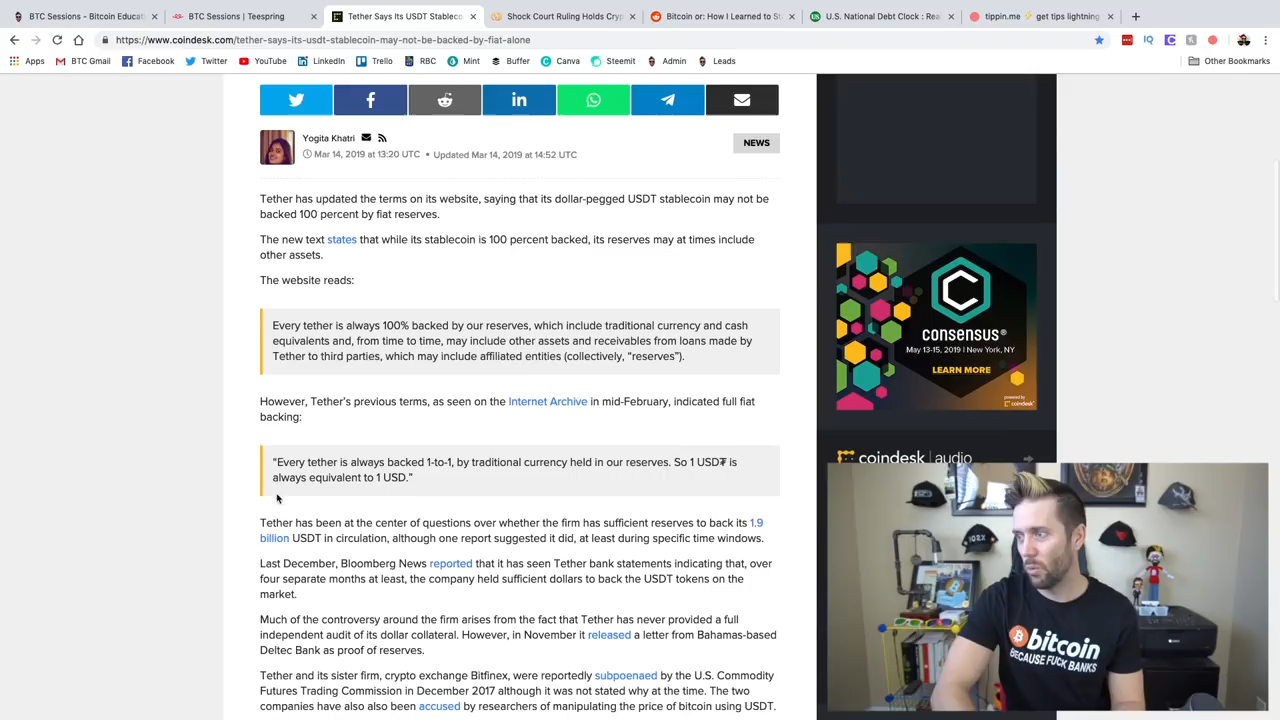 BTC Sessions - Bitcoin Educat
BTC Sessions | Teespring
Tether Says Its USDT Stableco
Shock Court Ruling Holds Cryp
Bitcoin or: How I Learned to St
U.S. National Debt Clock : Rea
tippin.me ⚡ get tips lightning
https://www.coindesk.com/tether-says-its-usdt-stablecoin-may-not-be-backed-by-fiat-alone
Apps
BTC Gmail
Facebook
Twitter
YouTube
LinkedIn
Trello
RBC
Mint
Buffer
Canva
Steemit
Admin
Leads
Other Bookmarks
Yogita Khatri
Mar 14, 2019 at 13:20 UTC • Updated Mar 14, 2019 at 14:52 UTC
NEWS
Tether has updated the terms on its website, saying that its dollar-pegged USDT stablecoin may not be
backed 100 percent by fiat reserves.
The new text states that while its stablecoin is 100 percent backed, its reserves may at times include
other assets.
The website reads:
Every tether is always 100% backed by our reserves, which include traditional currency and cash
equivalents and, from time to time, may include other assets and receivables from loans made by
Tether to third parties, which may include affiliated entities (collectively, “reserves”).
However, Tether’s previous terms, as seen on the Internet Archive in mid-February, indicated full fiat
backing:
“Every tether is always backed 1-to-1, by traditional currency held in our reserves. So 1 USD₮ is
always equivalent to 1 USD.”
Tether has been at the center of questions over whether the firm has sufficient reserves to back its 1.9
billion USDT in circulation, although one report suggested it did, at least during specific time windows.
Last December, Bloomberg News reported that it has seen Tether bank statements indicating that, over
four separate months at least, the company held sufficient dollars to back the USDT tokens on the
market.
Much of the controversy around the firm arises from the fact that Tether has never provided a full
independent audit of its dollar collateral. However, in November it released a letter from Bahamas-based
Deltec Bank as proof of reserves.
Tether and its sister firm, crypto exchange Bitfinex, were reportedly subpoenaed by the U.S. Commodity
Futures Trading Commission in December 2017 although it was not stated why at the time. The two
companies have also also been accused by researchers of manipulating the price of bitcoin using USDT.
CONSENSUS®
May 13-15, 2019 | New York, NY
LEARN MORE
powered by
coindesk
coindesk | audio
bitcoin
BECAUSE FUCK BANKS